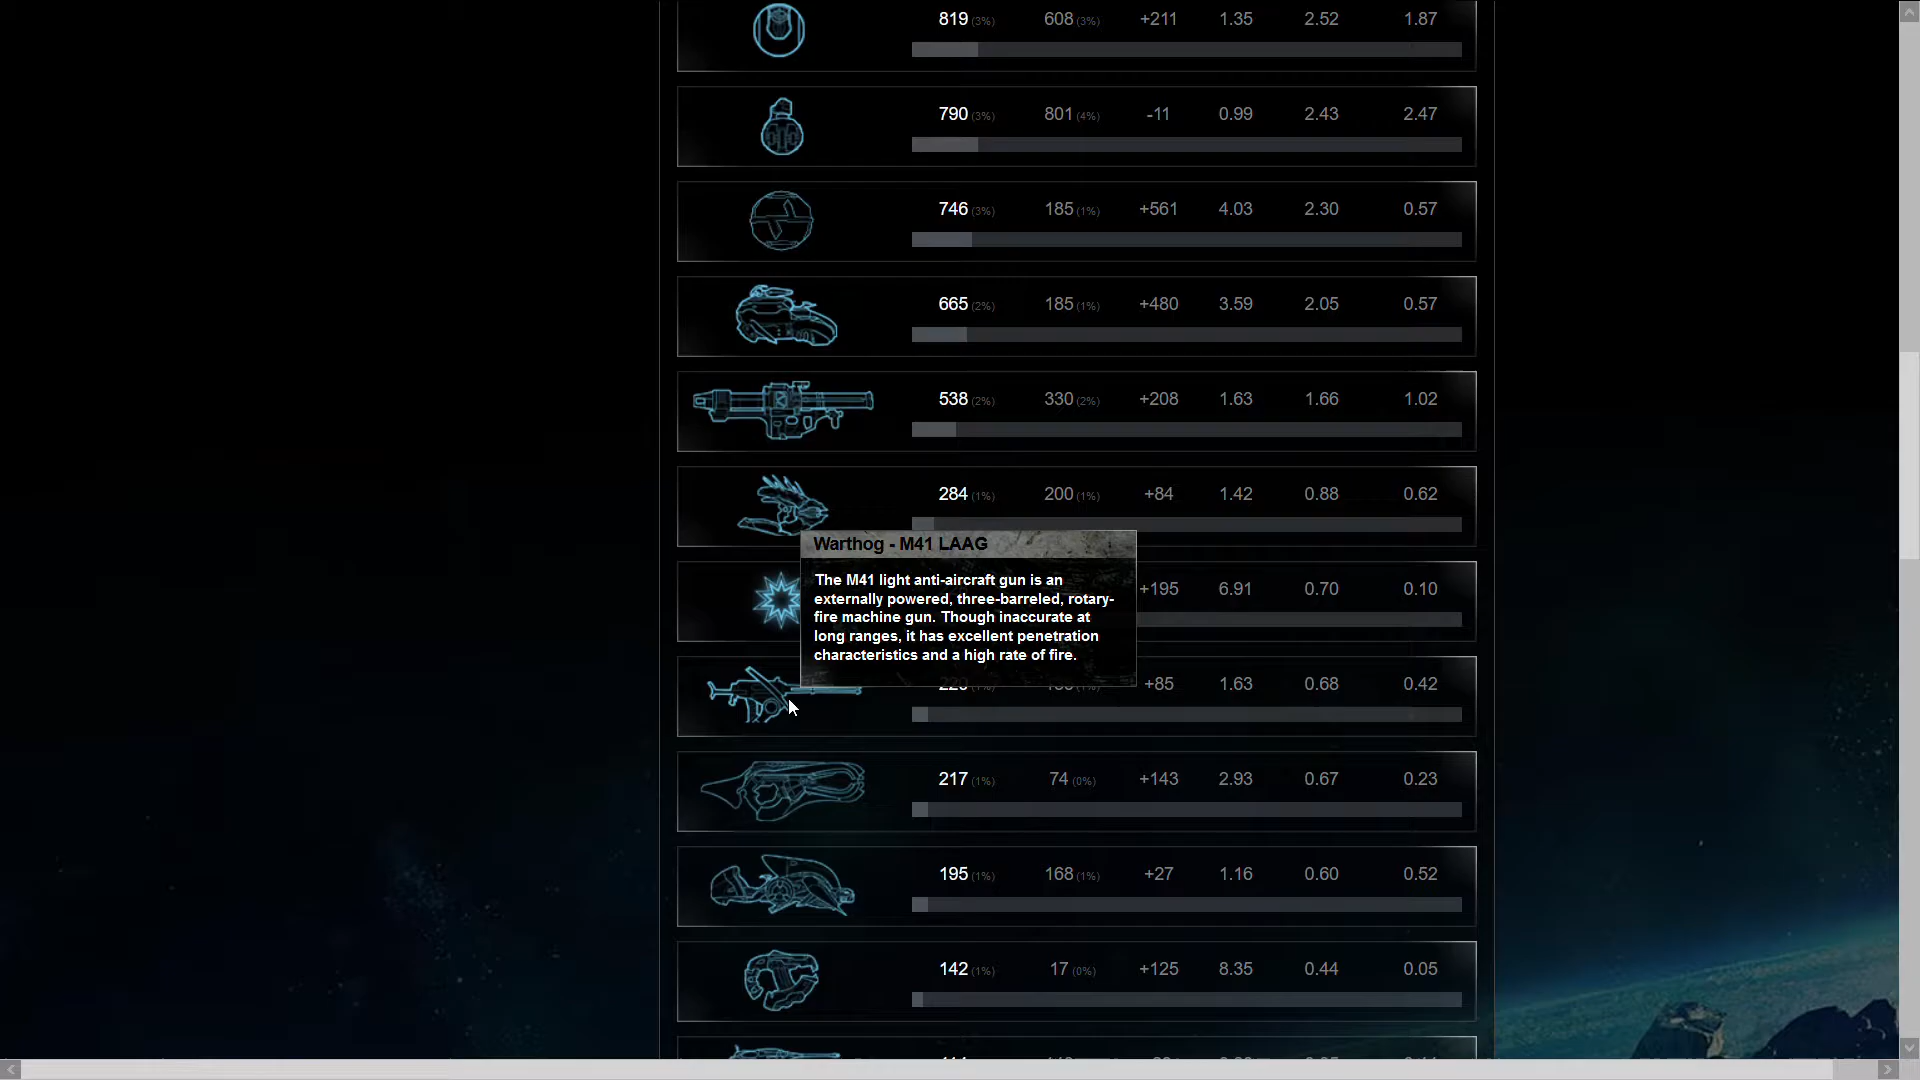 819 (3%) 608 (3%) +211 1.35 2.52 1.87
790 (3%) 801 (4%) -11 0.99 2.43 2.47
746 (3%) 185 (1%) +561 4.03 2.30 0.57
665 (2%) 185 (1%) +480 3.59 2.05 0.57
538 (2%) 330 (2%) +208 1.63 1.66 1.02
284 (1%) 200 (1%) +84 1.42 0.88 0.62
Warthog - M41 LAAG
The M41 light anti-aircraft gun is an
externally powered, three-barreled, rotary-
fire machine gun. Though inaccurate at
long ranges, it has excellent penetration
characteristics and a high rate of fire.
+195 6.91 0.70 0.10
+85 1.63 0.68 0.42
217 (1%) 74 (0%) +143 2.93 0.67 0.23
195 (1%) 168 (1%) +27 1.16 0.60 0.52
142 (1%) 17 (0%) +125 8.35 0.44 0.05